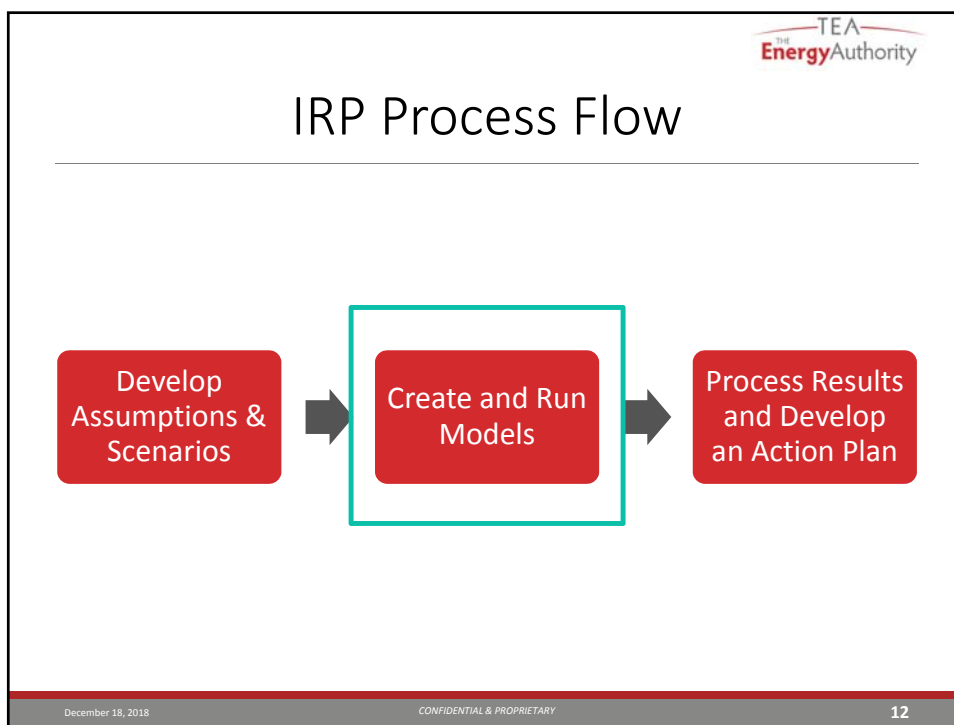 TEA
THE
EnergyAuthority
IRP Process Flow
Develop
Assumptions &
Scenarios
Create and Run
Models
Process Results
and Develop
an Action Plan
December 18, 2018
CONFIDENTIAL & PROPRIETARY
12